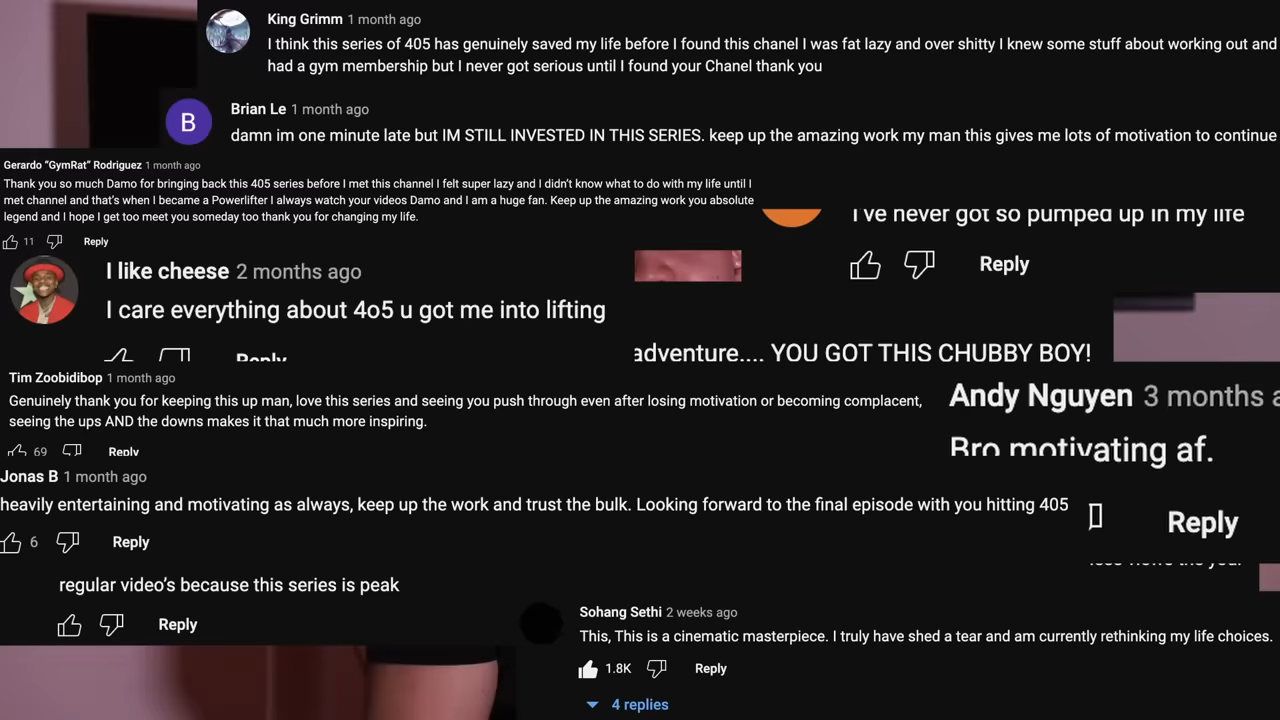 King Grimm 1 month ago
I think this series of 405 has genuinely saved my life before I found this chanel I was fat lazy and over shitty I knew some stuff about working out and
had a gym membership but I never got serious until I found your Chanel thank you
B
Brian Le 1 month ago
damn im one minute late but IM STILL INVESTED IN THIS SERIES. keep up the amazing work my man this gives me lots of motivation to continue
Gerardo “GymRat” Rodriguez 1 month ago
Thank you so much Damo for bringing back this 405 series before I met this channel I felt super lazy and I didn’t know what to do with my life until I
met channel and that’s when I became a Powerlifter I always watch your videos Damo and I am a huge fan. Keep up the amazing work you absolute
legend and I hope I get too meet you someday too thank you for changing my life.
11 Reply
I've never got so pumped up in my life
Reply
I like cheese 2 months ago
I care everything about 4o5 u got me into lifting
Reply
adventure.... YOU GOT THIS CHUBBY BOY!
Tim Zoobidibop 1 month ago
Genuinely thank you for keeping this up man, love this series and seeing you push through even after losing motivation or becoming complacent,
seeing the ups AND the downs makes it that much more inspiring.
69 Reply
Andy Nguyen 3 months a
Bro motivating af.
Reply
Jonas B 1 month ago
heavily entertaining and motivating as always, keep up the work and trust the bulk. Looking forward to the final episode with you hitting 405
6 Reply
regular video’s because this series is peak
Reply
Sohang Sethi 2 weeks ago
This, This is a cinematic masterpiece. I truly have shed a tear and am currently rethinking my life choices.
1.8K Reply
4 replies